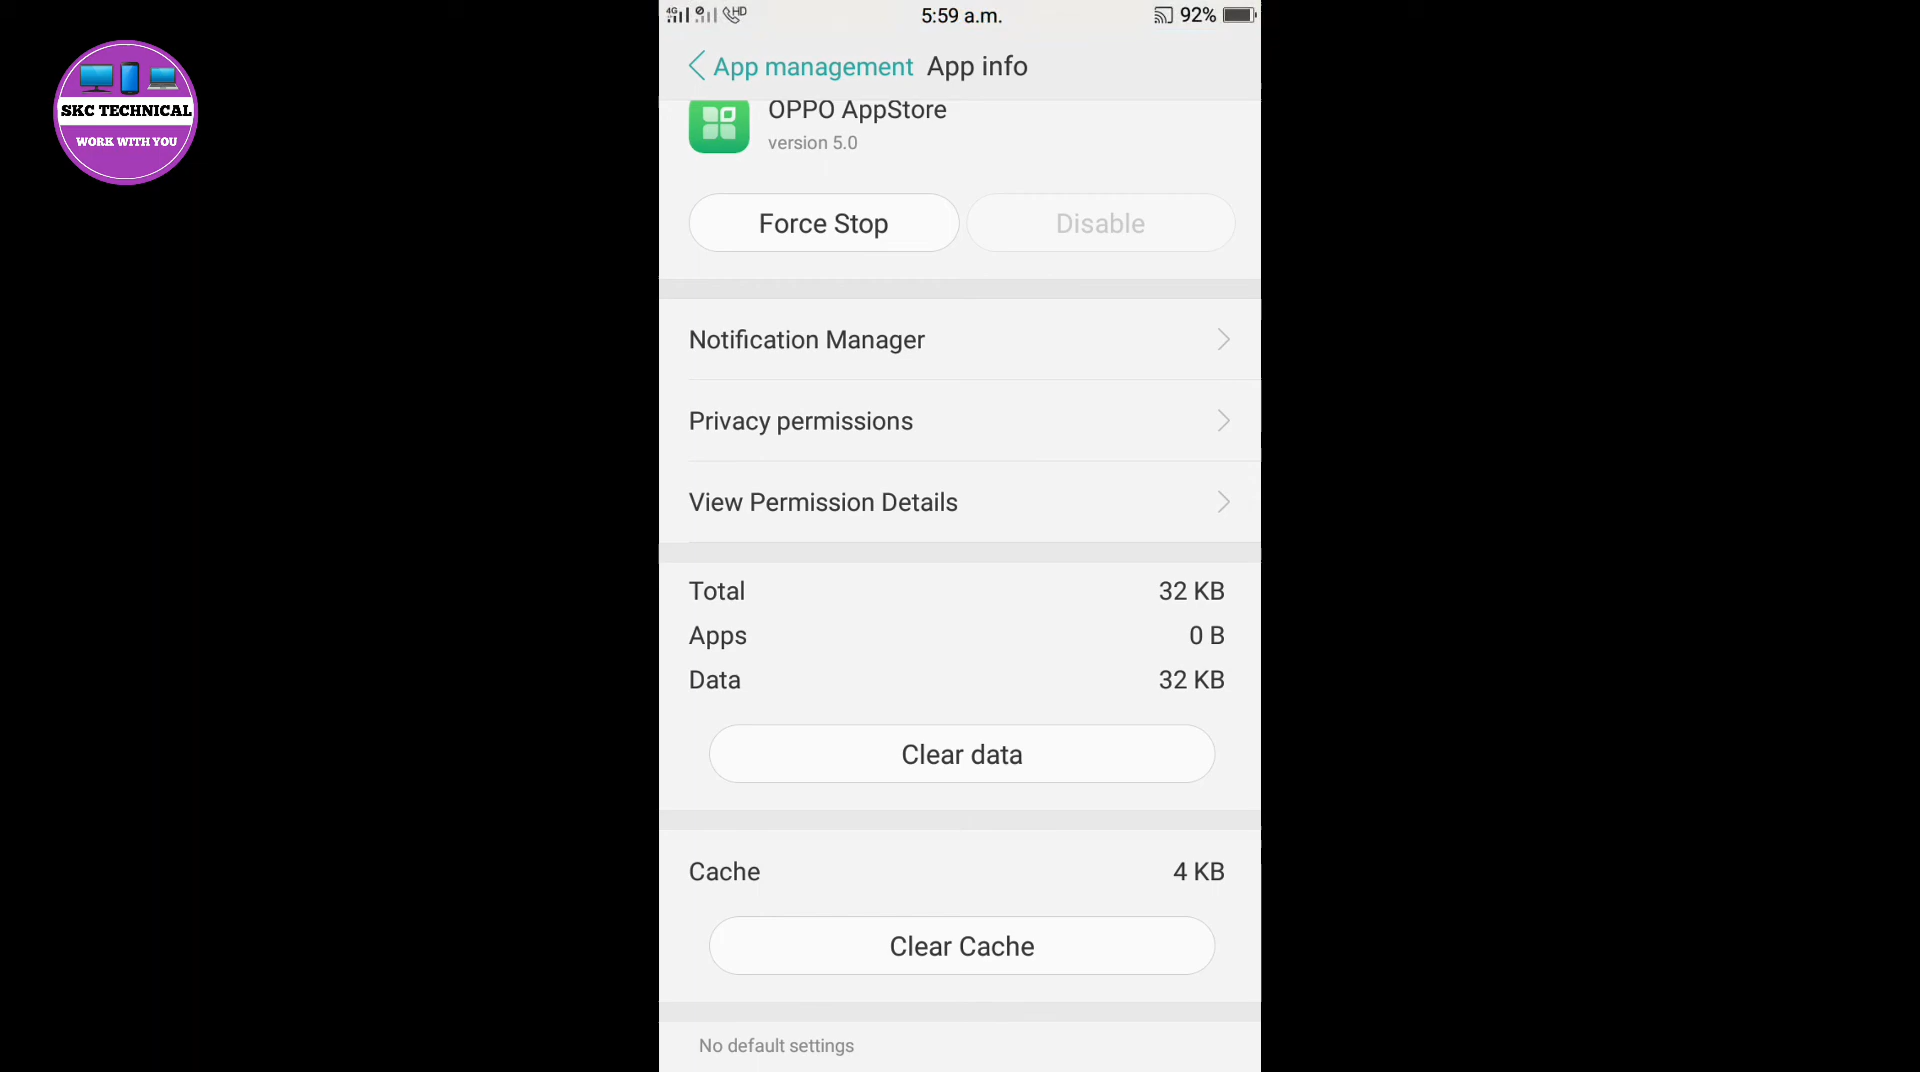 4G HD 5:59 a.m. 92%
SKC TECHNICAL
WORK WITH YOU
App management App info
OPPO AppStore
version 5.0
Force Stop Disable
Notification Manager
Privacy permissions
View Permission Details
Total 32 KB
Apps 0 B
Data 32 KB
Clear data
Cache 4 KB
Clear Cache
No default settings